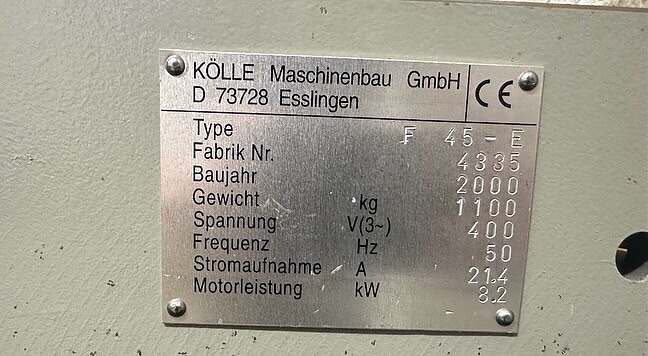 KÖLLE Maschinenbau GmbH
D 73728 Esslingen
CE
Type F 45-E
Fabrik Nr. 4335
Baujahr 2000
Gewicht kg 1100
Spannung V(3~) 400
Frequenz Hz 50
Stromaufnahme A 21.4
Motorleistung kW 8.2